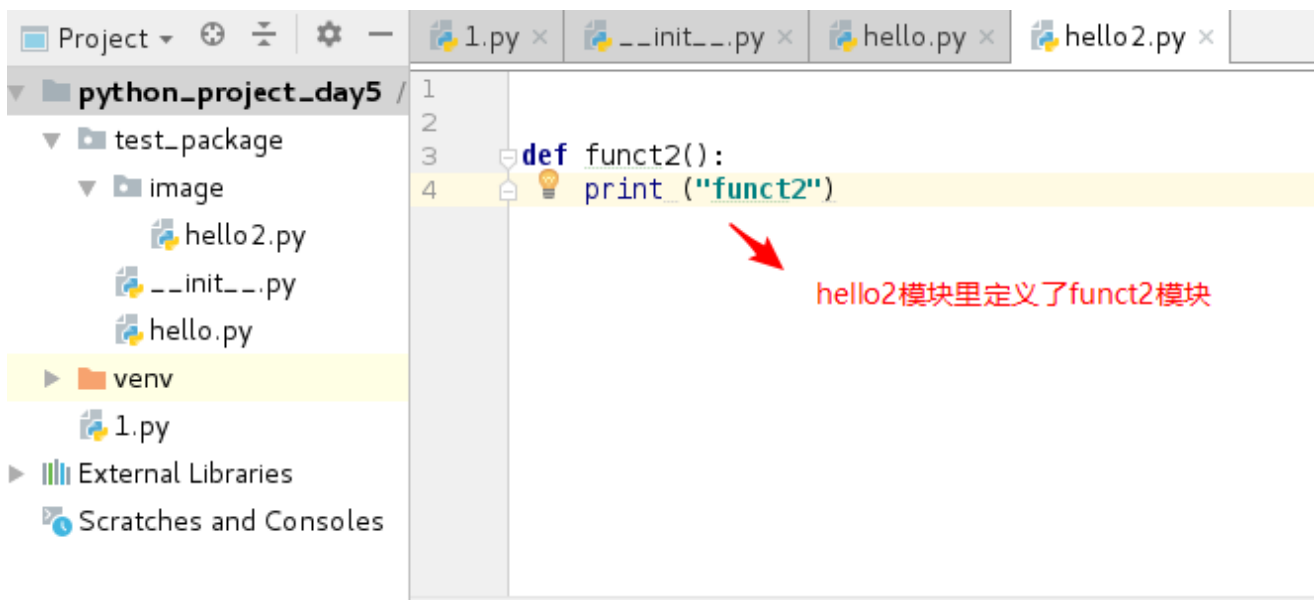 Project
1.py × __init__.py × hello.py × hello2.py ×
python_project_day5 /
test_package
image
hello2.py
__init__.py
hello.py
venv
1.py
External Libraries
Scratches and Consoles
1
2
3 def funct2():
4 print ("funct2")
hello2模块里定义了funct2模块